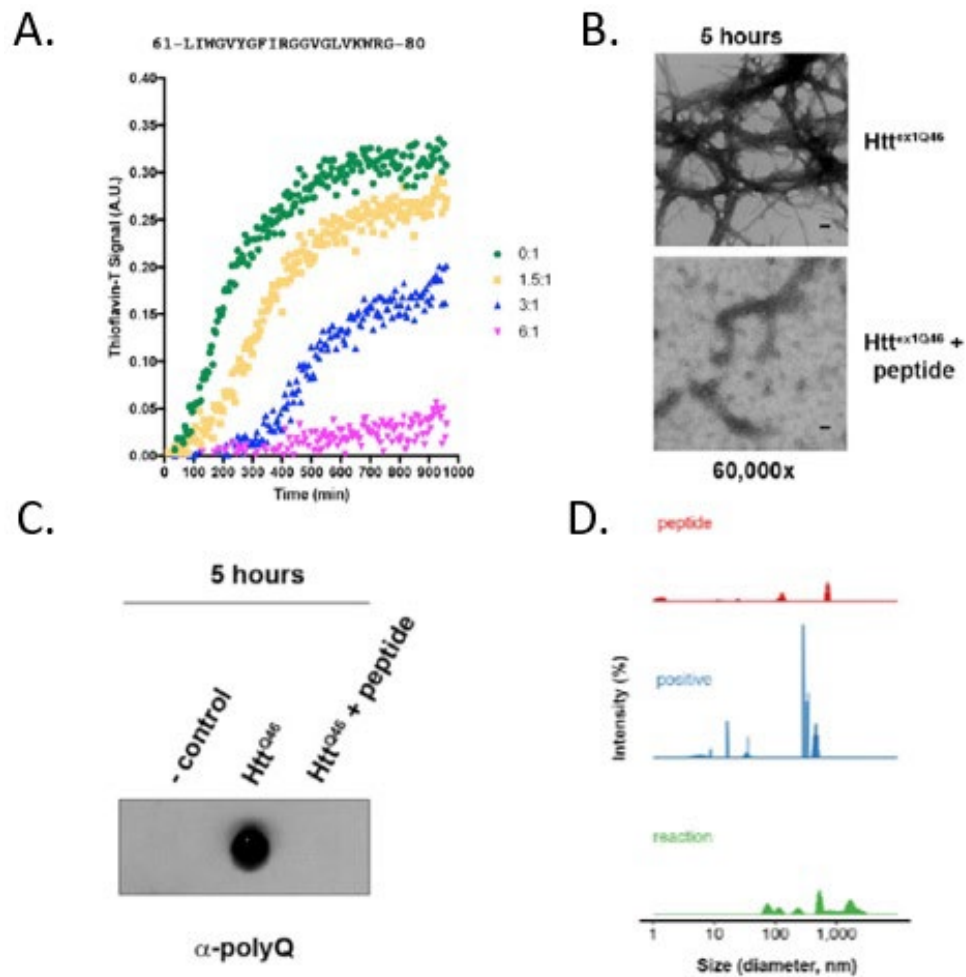 A.
61-LIWGVYGFIRGGVGLVKWRG-80
Thioflavin-T Signal (A.U.)
0.40
0.35
0.30
0.25
0.20
0.15
0.10
0.05
0.00
0 100 200 300 400 500 600 700 800 900 1000
Time (min)
0:1
1.5:1
3:1
6:1
B.
5 hours
Htt^ex1Q46
Htt^ex1Q46 +
peptide
60,000x
C.
5 hours
- control
Htt^Q46
Htt^Q46 + peptide
α-polyQ
D.
peptide
positive
reaction
Intensity (%)
1 10 100 1,000
Size (diameter, nm)